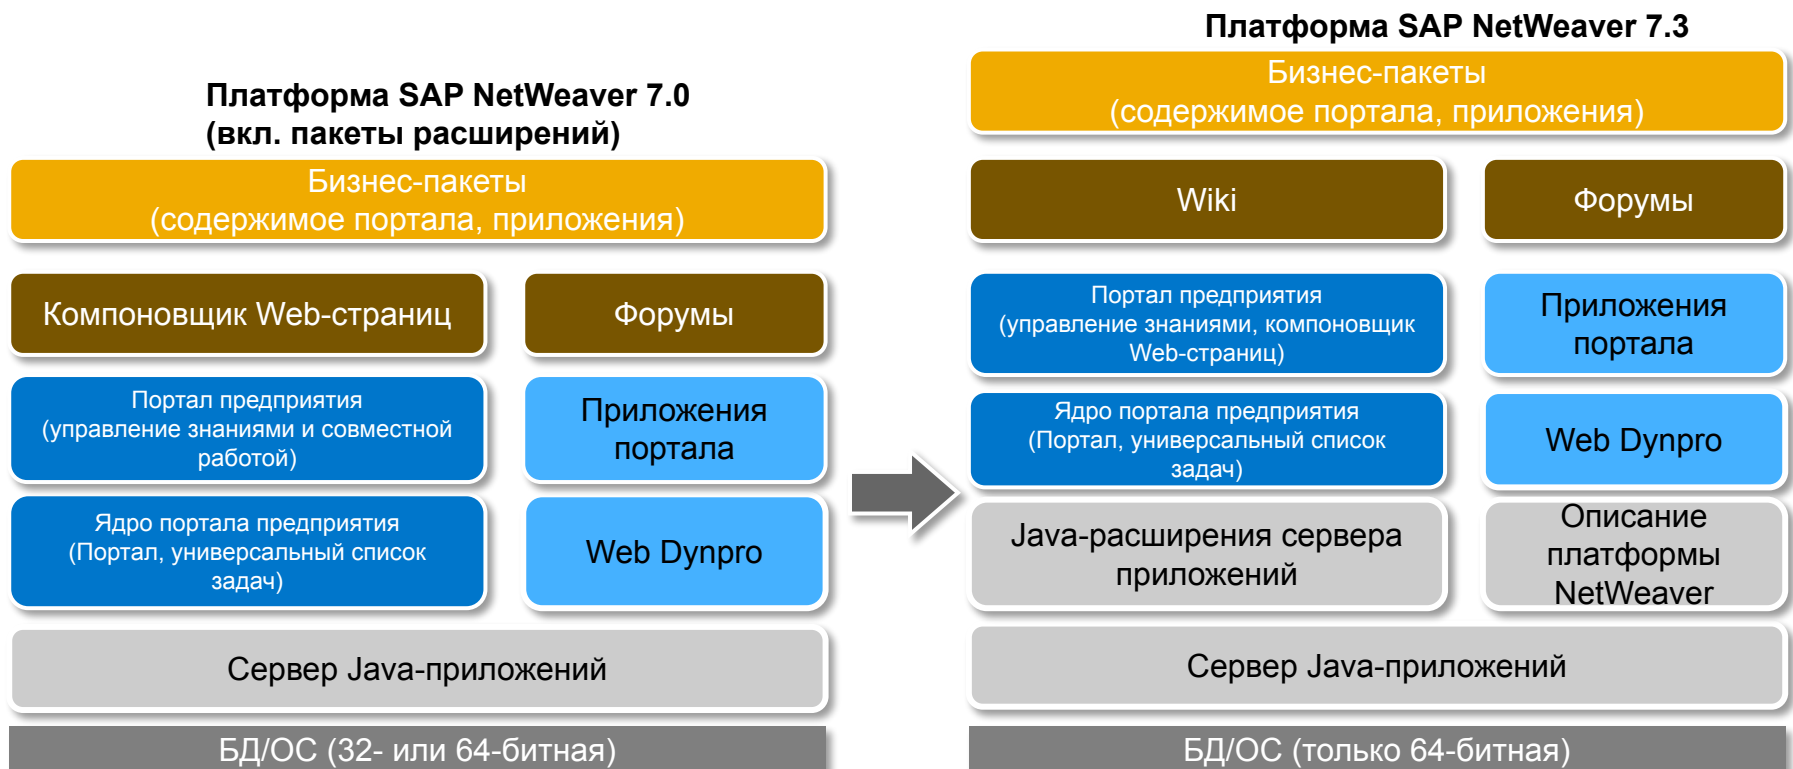 Платформа SAP NetWeaver 7.0
(вкл. пакеты расширений)
Бизнес-пакеты
(содержимое портала, приложения)
Компоновщик Web-страниц
Форумы
Портал предприятия
(управление знаниями и совместной
работой)
Приложения
портала
Ядро портала предприятия
(Портал, универсальный список
задач)
Web Dynpro
Сервер Java-приложений
БД/ОС (32- или 64-битная)
Платформа SAP NetWeaver 7.3
Бизнес-пакеты
(содержимое портала, приложения)
Wiki
Форумы
Портал предприятия
(управление знаниями, компоновщик
Web-страниц)
Приложения
портала
Ядро портала предприятия
(Портал, универсальный список
задач)
Web Dynpro
Java-расширения сервера
приложений
Описание
платформы
NetWeaver
Сервер Java-приложений
БД/ОС (только 64-битная)